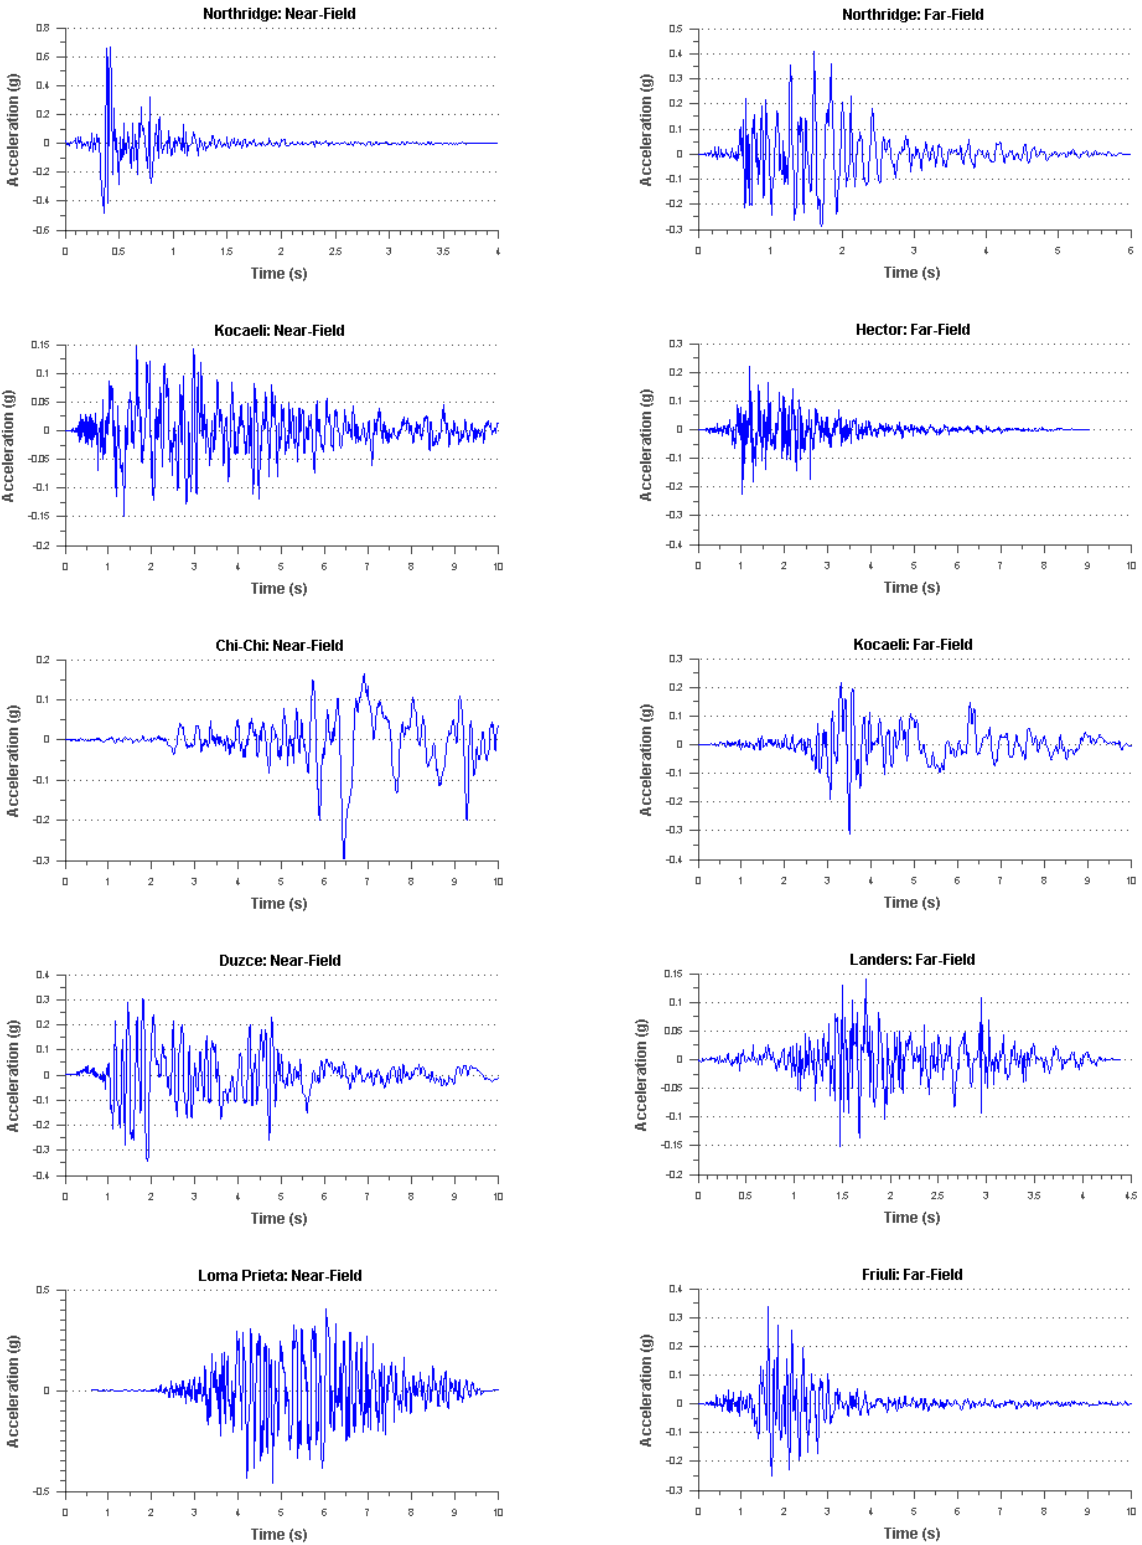 Northridge: Near-Field
Acceleration (g)
0.8
0.6
0.4
0.2
0
-0.2
-0.4
-0.6
0 0.5 1 1.5 2 2.5 3 3.5 4
Time (s)
Northridge: Far-Field
Acceleration (g)
0.5
0.4
0.3
0.2
0.1
0
-0.1
-0.2
-0.3
0 1 2 3 4 5 6
Time (s)
Kocaeli: Near-Field
Acceleration (g)
0.15
0.1
0.05
0
-0.05
-0.1
-0.15
-0.2
0 1 2 3 4 5 6 7 8 9 10
Time (s)
Hector: Far-Field
Acceleration (g)
0.3
0.2
0.1
0
-0.1
-0.2
-0.3
-0.4
0 1 2 3 4 5 6 7 8 9 10
Time (s)
Chi-Chi: Near-Field
Acceleration (g)
0.2
0.1
0
-0.1
-0.2
-0.3
0 1 2 3 4 5 6 7 8 9 10
Time (s)
Kocaeli: Far-Field
Acceleration (g)
0.3
0.2
0.1
0
-0.1
-0.2
-0.3
-0.4
0 1 2 3 4 5 6 7 8 9 10
Time (s)
Duzce: Near-Field
Acceleration (g)
0.4
0.3
0.2
0.1
0
-0.1
-0.2
-0.3
-0.4
0 1 2 3 4 5 6 7 8 9 10
Time (s)
Landers: Far-Field
Acceleration (g)
0.15
0.1
0.05
0
-0.05
-0.1
-0.15
-0.2
0 0.5 1 1.5 2 2.5 3 3.5 4 4.5
Time (s)
Loma Prieta: Near-Field
Acceleration (g)
0.5
0
-0.5
0 1 2 3 4 5 6 7 8 9 10
Time (s)
Friuli: Far-Field
Acceleration (g)
0.4
0.3
0.2
0.1
0
-0.1
-0.2
-0.3
0 1 2 3 4 5 6 7 8 9 10
Time (s)